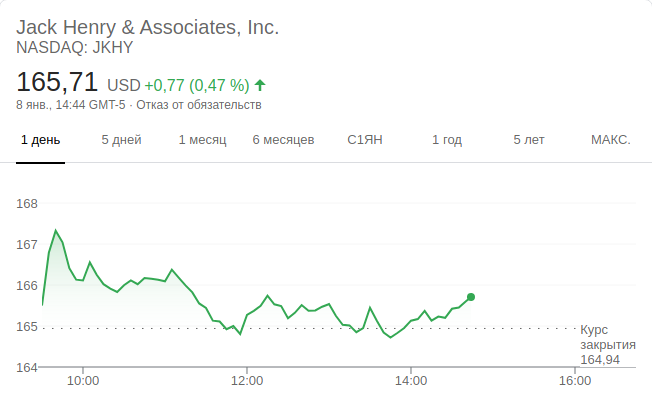 Jack Henry & Associates, Inc.
NASDAQ: JKHY
165,71 USD +0,77 (0,47 %)
8 янв., 14:44 GMT-5 · Отказ от обязательств
1 день 5 дней 1 месяц 6 месяцев С1ЯН 1 год 5 лет МАКС.
168
167
166
165
164
Курс
закрытия
164,94
10:00 12:00 14:00 16:00